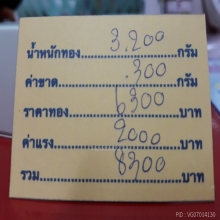 น้ำหนักทอง 3.200 กรัม
ค่าขาด .300 กรัม
ราคาทอง 6300 บาท
ค่าแรง 2000 บาท
รวม 8300 บาท
PID : VG07014130